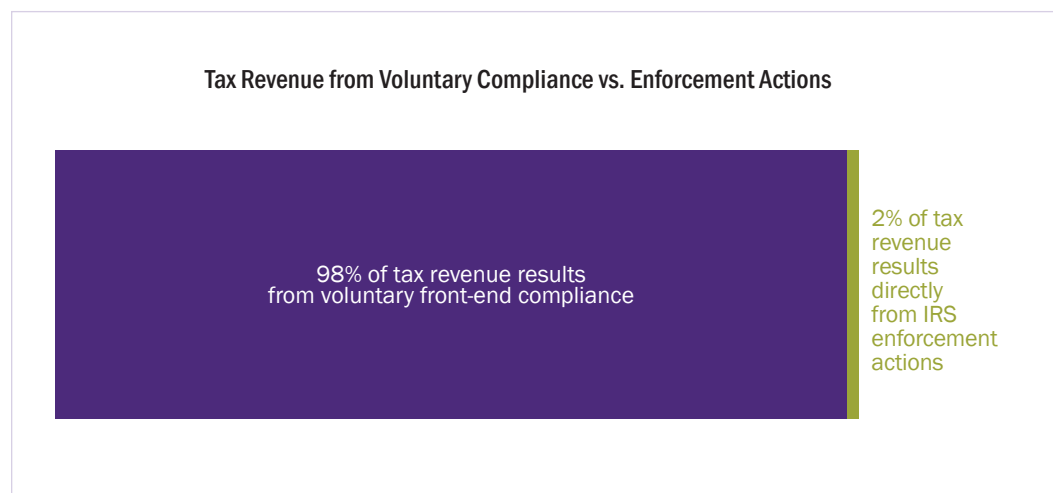 Tax Revenue from Voluntary Compliance vs. Enforcement Actions
98% of tax revenue results
from voluntary front-end compliance
2% of tax
revenue
results
directly
from IRS
enforcement
actions